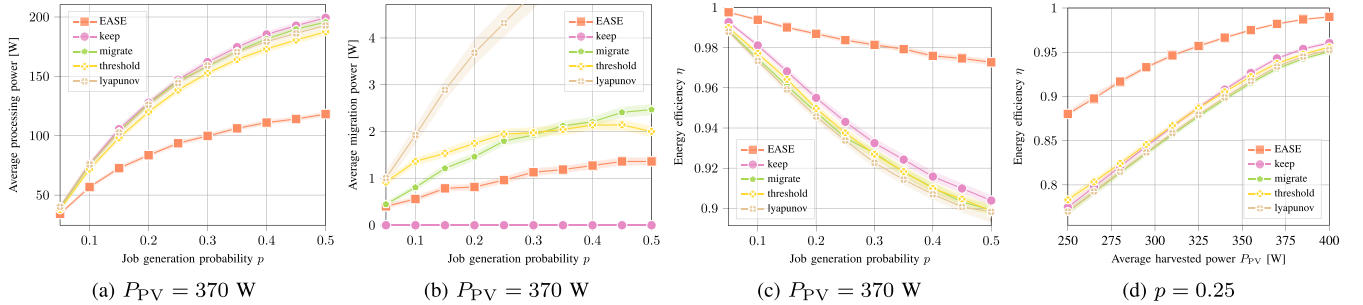 Average processing power [W]
200
150
100
50
EASE
keep
migrate
threshold
lyapunov
0.1
0.2
0.3
0.4
0.5
Job generation probability p
(a) P_PV = 370 W
Average migration power [W]
4
3
2
1
0
EASE
keep
migrate
threshold
lyapunov
0.1
0.2
0.3
0.4
0.5
Job generation probability p
(b) P_PV = 370 W
Energy efficiency η
1
0.98
0.96
0.94
0.92
0.9
EASE
keep
migrate
threshold
lyapunov
0.1
0.2
0.3
0.4
0.5
Job generation probability p
(c) P_PV = 370 W
Energy efficiency η
1
0.95
0.9
0.85
0.8
EASE
keep
migrate
threshold
lyapunov
250
280
310
340
370
400
Average harvested power P_PV [W]
(d) p = 0.25